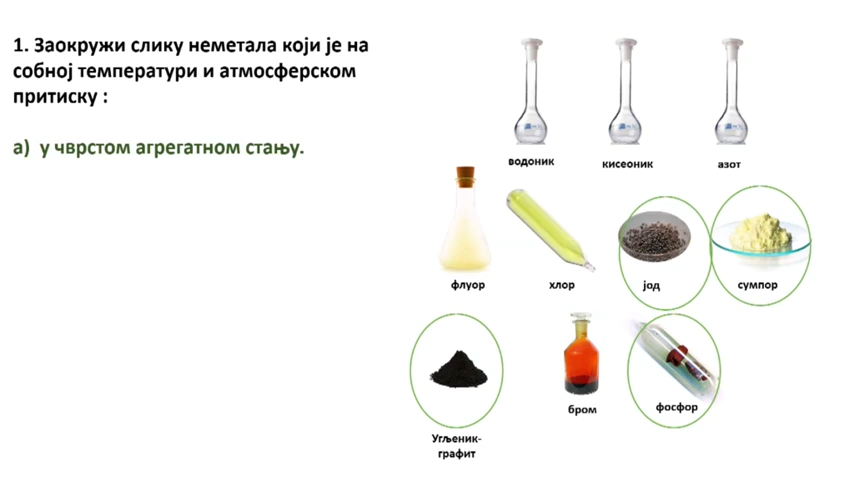 1. Заокружи слику неметала који је на
собној температури и атмосферском
притиску :
а) у чврстом агрегатном стању.
водоник
кисеоник
азот
флуор
хлор
јод
сумпор
Угљеник-
графит
бром
фосфор